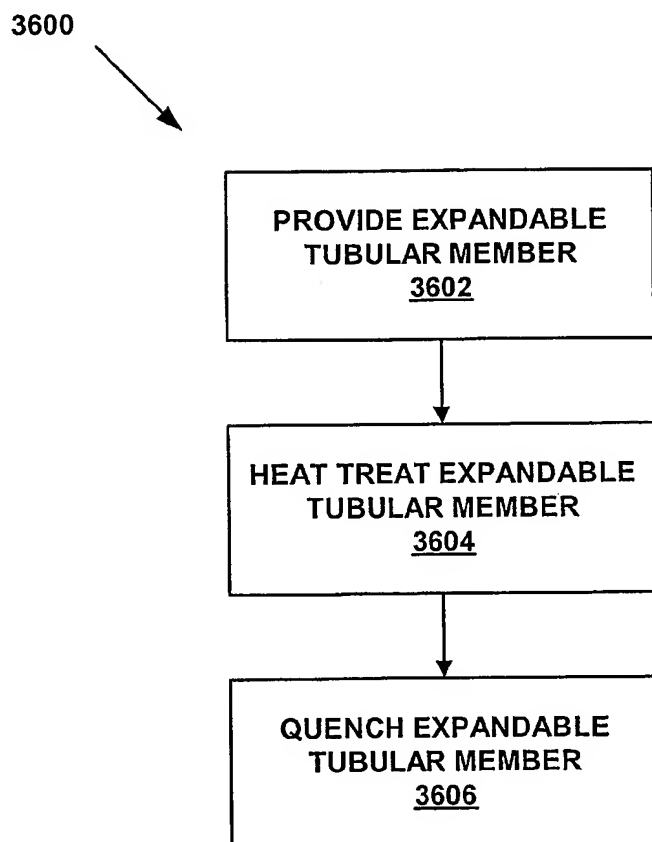 3600
PROVIDE EXPANDABLE
TUBULAR MEMBER
3602
HEAT TREAT EXPANDABLE
TUBULAR MEMBER
3604
QUENCH EXPANDABLE
TUBULAR MEMBER
3606